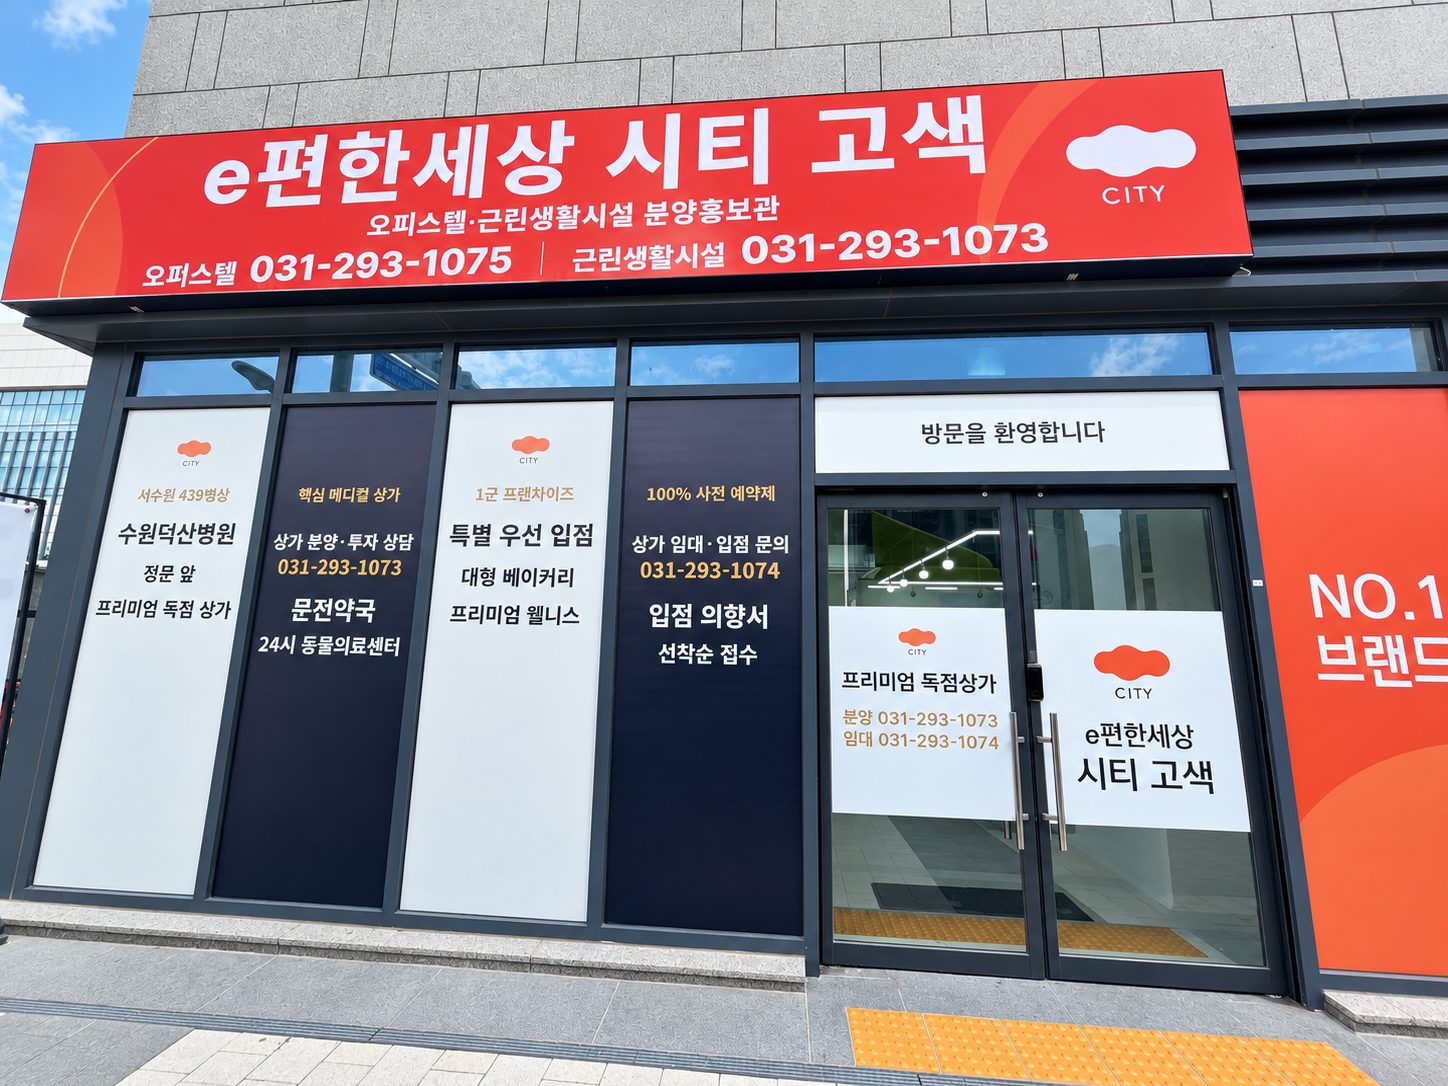 e편한세상 시티 고색
CITY
오피스텔·근린생활시설 분양홍보관
오퍼스텔 031-293-1075 | 근린생활시설 031-293-1073
CITY
서수원 439병상
수원덕산병원
정문 앞
프리미엄 독점 상가
핵심 메디컬 상가
상가 분양·투자 상담
031-293-1073
문전약국
24시 동물의료센터
CITY
1군 프랜차이즈
특별 우선 입점
대형 베이커리
프리미엄 웰니스
100% 사전 예약제
상가 임대·입점 문의
031-293-1074
입점 의향서
선착순 접수
방문을 환영합니다
CITY
프리미엄 독점상가
분양 031-293-1073
임대 031-293-1074
CITY
e편한세상
시티 고색
NO.1
브랜드